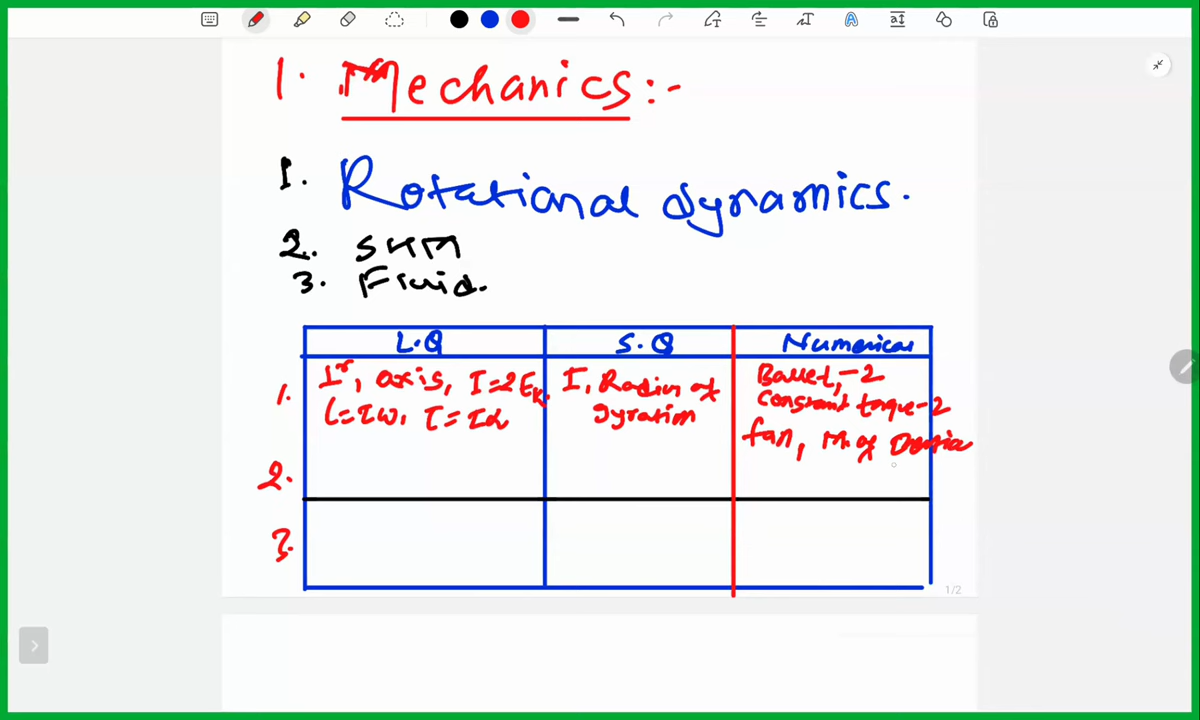 1. Mechanics:-
1. Rotational dynamics.
2. SHM
3. Fluid.
L.Q S.Q Numerical
1. I^r, axis, I=2EK, I, Radius of Ballet,-2
L=Iω, τ=Iα gyration constant torque-2
fan, M. of Inertia
2.
3.
1/2